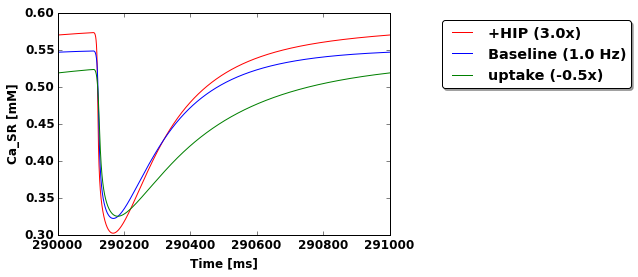 0.60
0.55
0.50
0.45
0.40
0.35
0.30
Ca_SR [mM]
290000 290200 290400 290600 290800 291000
Time [ms]
+HIP (3.0x)
Baseline (1.0 Hz)
uptake (-0.5x)